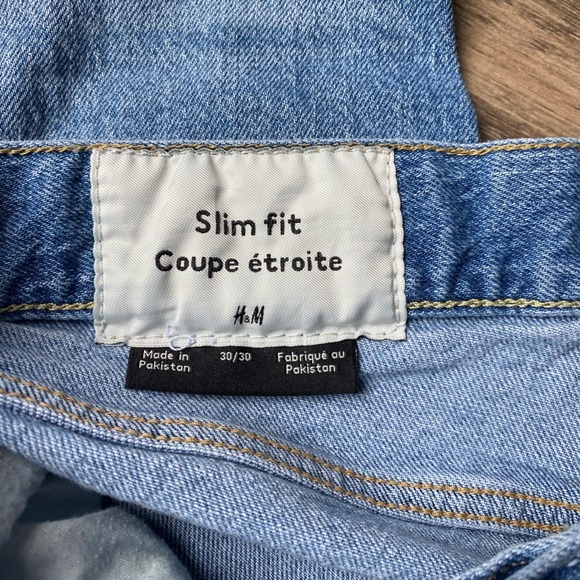 Slim fit
Coupe étroite
H&M
Made in
Pakistan
30/30
Fabriqué au
Pakistan